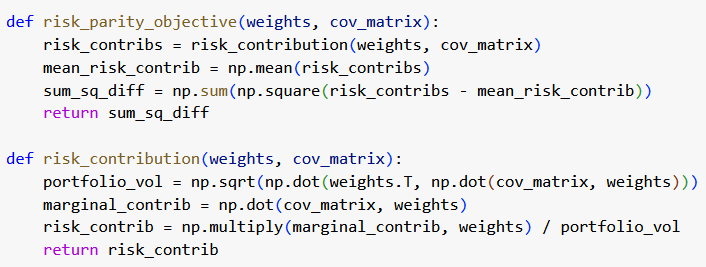 def risk_parity_objective(weights, cov_matrix):
    risk_contribs = risk_contribution(weights, cov_matrix)
    mean_risk_contrib = np.mean(risk_contribs)
    sum_sq_diff = np.sum(np.square(risk_contribs - mean_risk_contrib))
    return sum_sq_diff

def risk_contribution(weights, cov_matrix):
    portfolio_vol = np.sqrt(np.dot(weights.T, np.dot(cov_matrix, weights)))
    marginal_contrib = np.dot(cov_matrix, weights)
    risk_contrib = np.multiply(marginal_contrib, weights) / portfolio_vol
    return risk_contrib